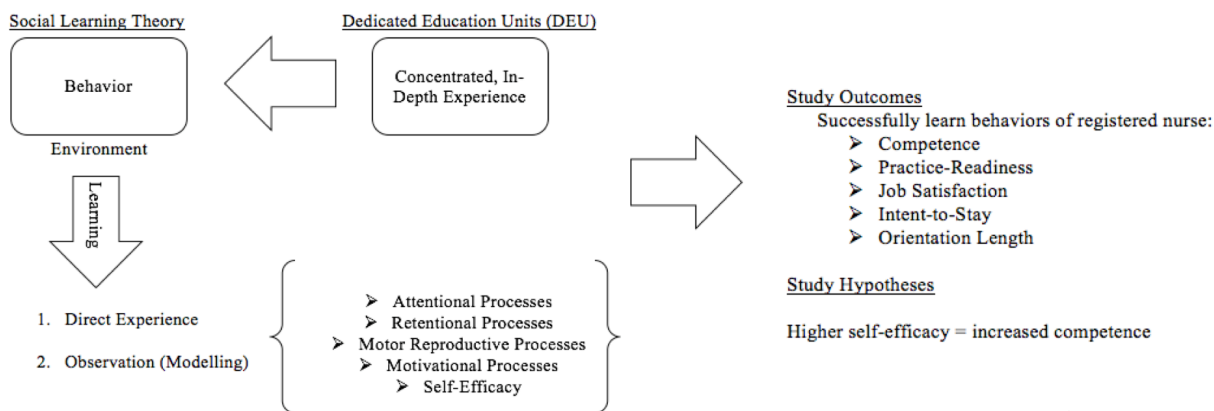 Social Learning Theory
Behavior
Environment
Learning
1. Direct Experience
2. Observation (Modelling)
Dedicated Education Units (DEU)
Concentrated, In-
Depth Experience
➢ Attentional Processes
➢ Retentional Processes
➢ Motor Reproductive Processes
➢ Motivational Processes
➢ Self-Efficacy
Study Outcomes
Successfully learn behaviors of registered nurse:
➢ Competence
➢ Practice-Readiness
➢ Job Satisfaction
➢ Intent-to-Stay
➢ Orientation Length
Study Hypotheses
Higher self-efficacy = increased competence